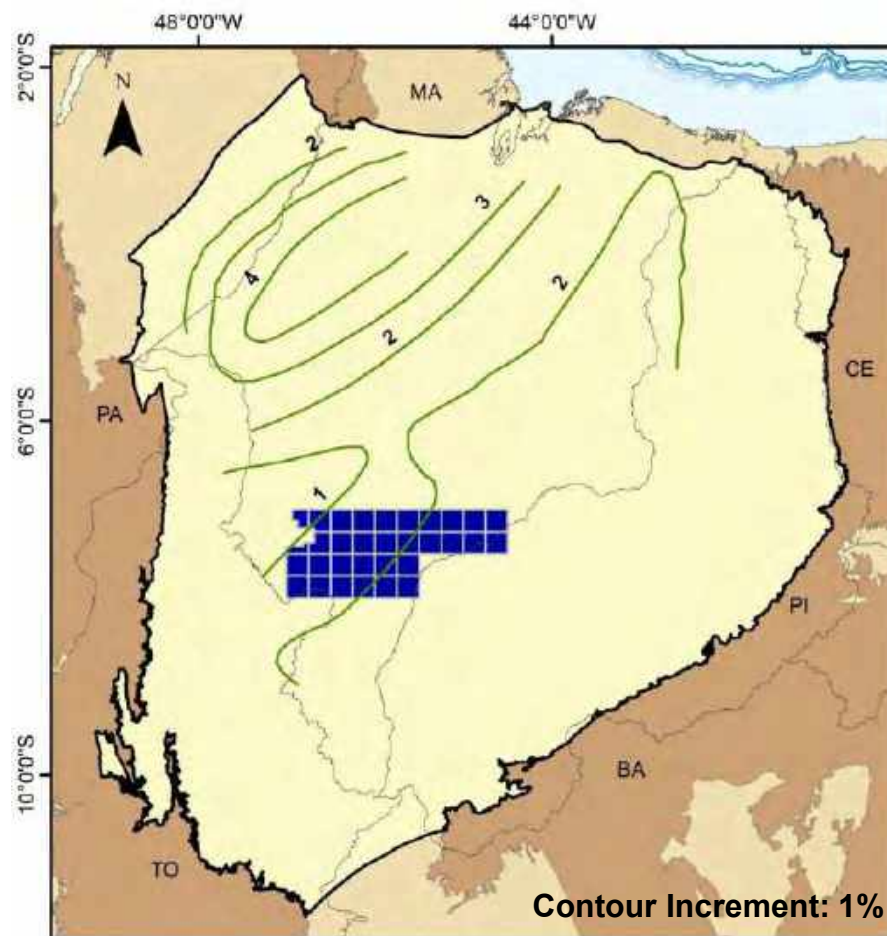 48°0'0"W
44°0'0"W
2°0'0"S
N
MA
2
3
4
2
2
CE
PA
6°0'0"S
1
PI
10°0'0"S
BA
TO
Contour Increment: 1%